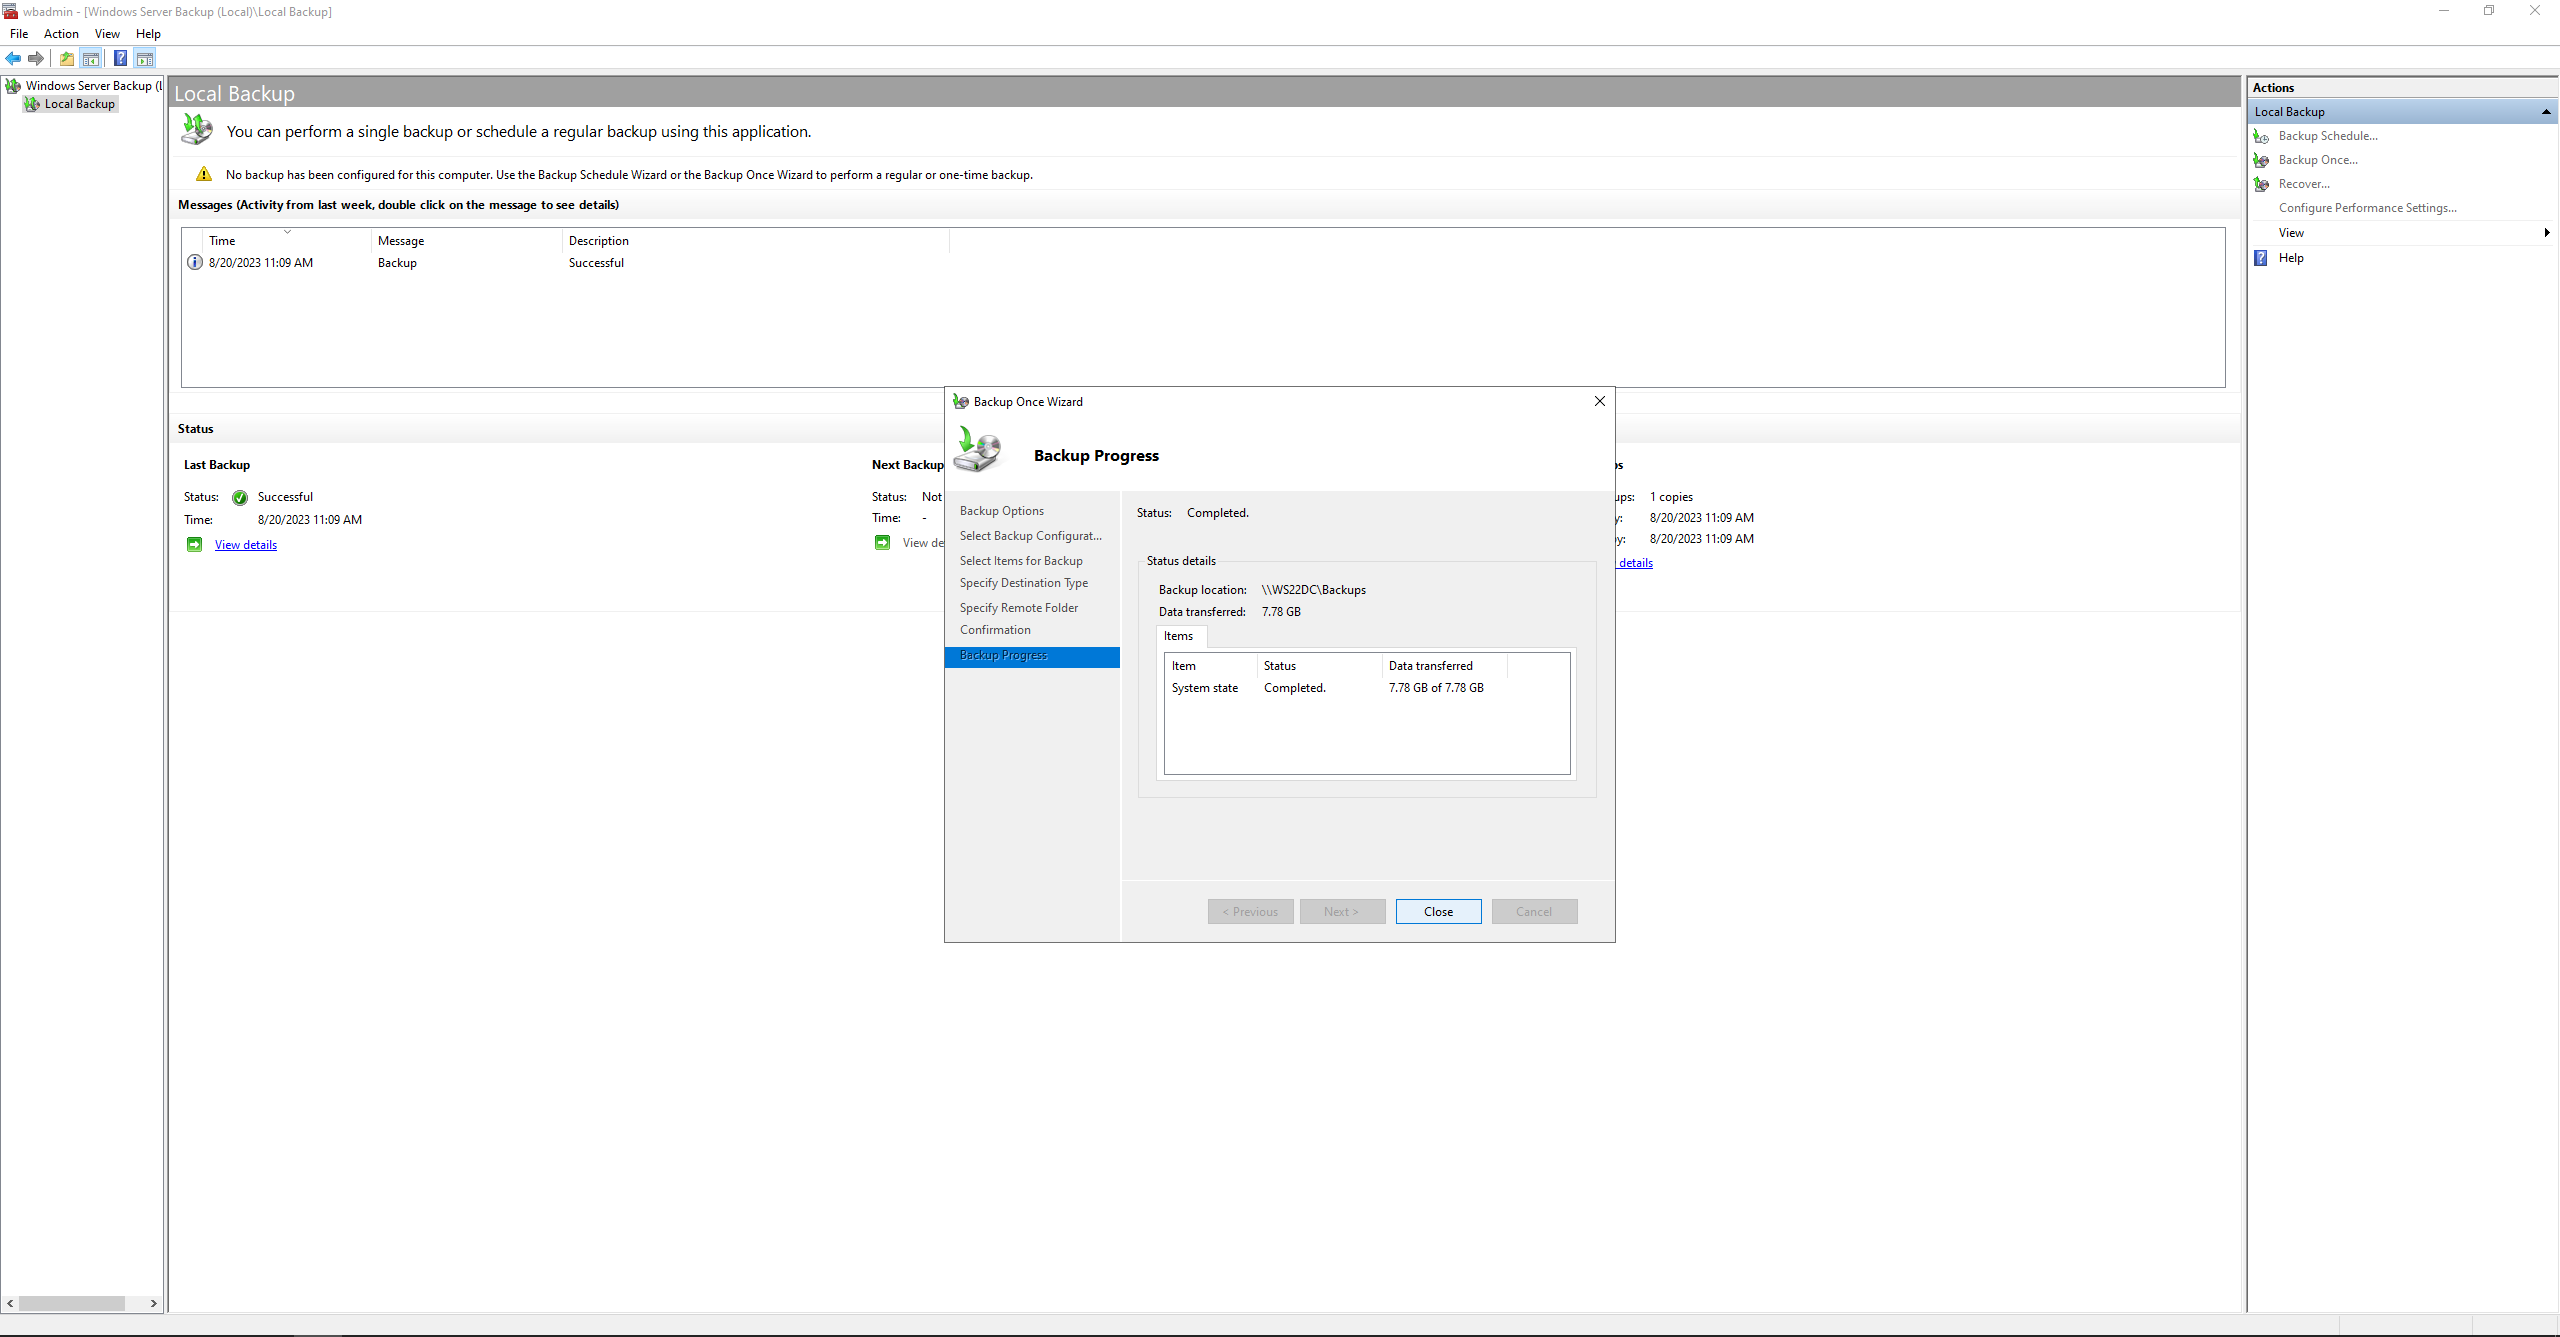 wbadmin - [Windows Server Backup (Local)\Local Backup]
File Action View Help
Windows Server Backup (L
Local Backup
Local Backup
You can perform a single backup or schedule a regular backup using this application.
No backup has been configured for this computer. Use the Backup Schedule Wizard or the Backup Once Wizard to perform a regular or one-time backup.
Messages (Activity from last week, double click on the message to see details)
Time Message Description
8/20/2023 11:09 AM Backup Successful
Status
Last Backup
Status: Successful
Time: 8/20/2023 11:09 AM
View details
Next Backup
Status: Not
Time: -
View de
ps
ups: 1 copies
y: 8/20/2023 11:09 AM
y: 8/20/2023 11:09 AM
details
Backup Once Wizard
Backup Progress
Backup Options
Select Backup Configurat...
Select Items for Backup
Specify Destination Type
Specify Remote Folder
Confirmation
Backup Progress
Status: Completed.
Status details
Backup location: \\WS22DC\Backups
Data transferred: 7.78 GB
Items
Item Status Data transferred
System state Completed. 7.78 GB of 7.78 GB
< Previous Next > Close Cancel
Actions
Local Backup
Backup Schedule...
Backup Once...
Recover...
Configure Performance Settings...
View
Help